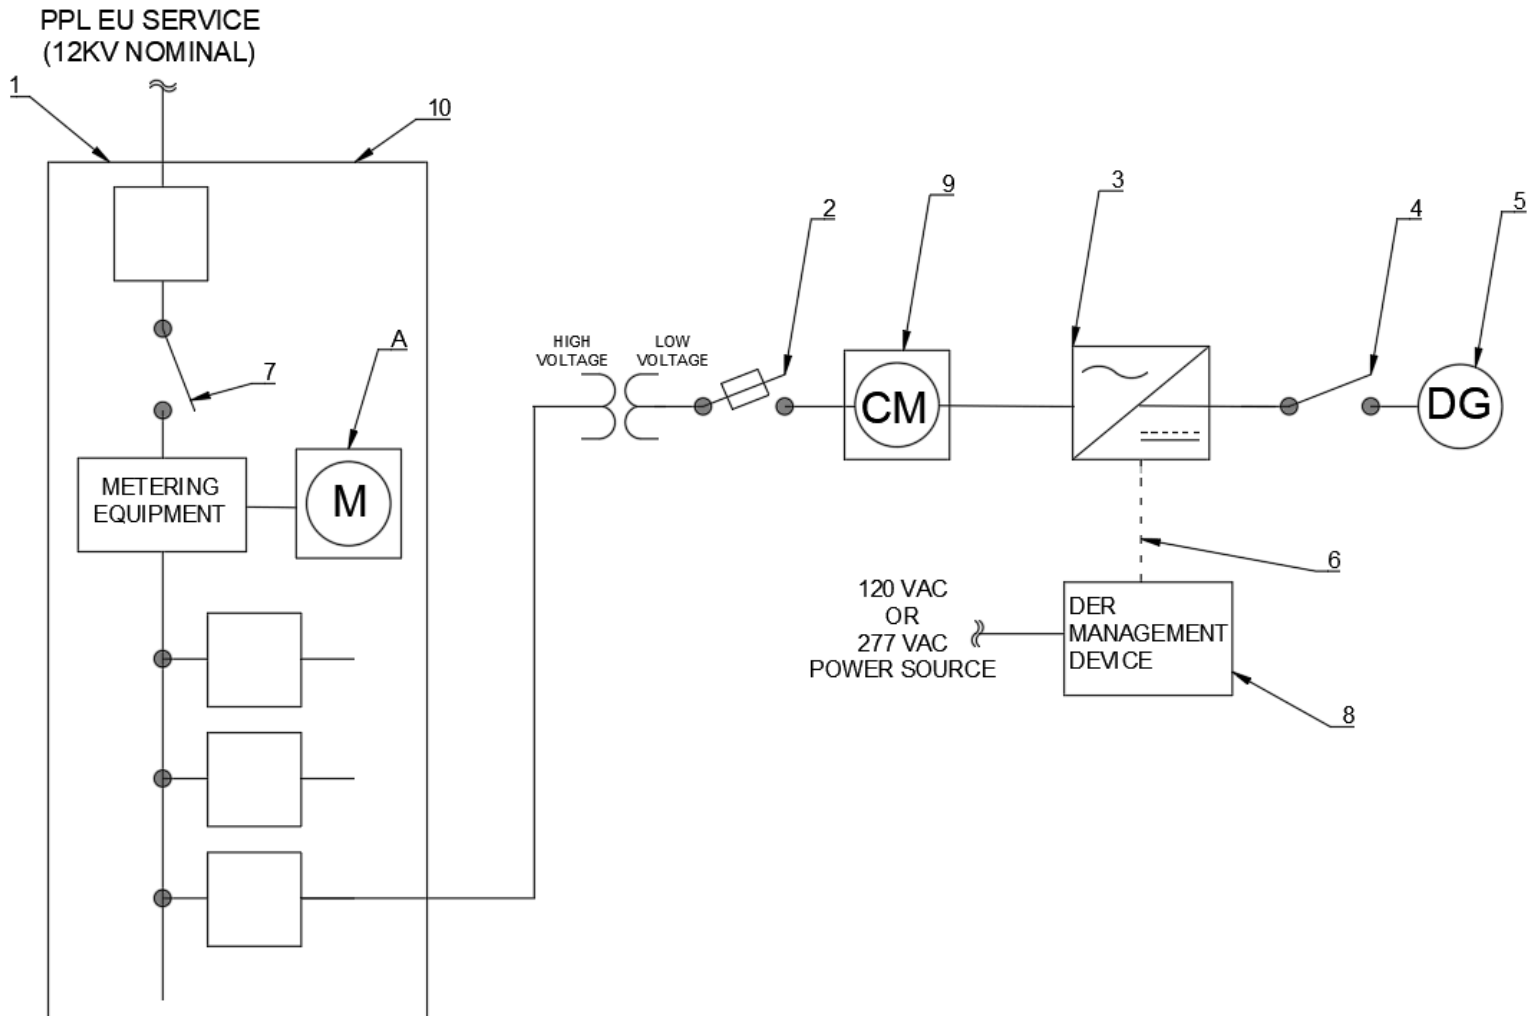 PPL EU SERVICE
(12KV NOMINAL)
1
10
A
7
METERING
EQUIPMENT
M
HIGH
VOLTAGE
LOW
VOLTAGE
2
9
CM
3
4
5
DG
6
120 VAC
OR
277 VAC
POWER SOURCE
DER
MANAGEMENT
DEVICE
8